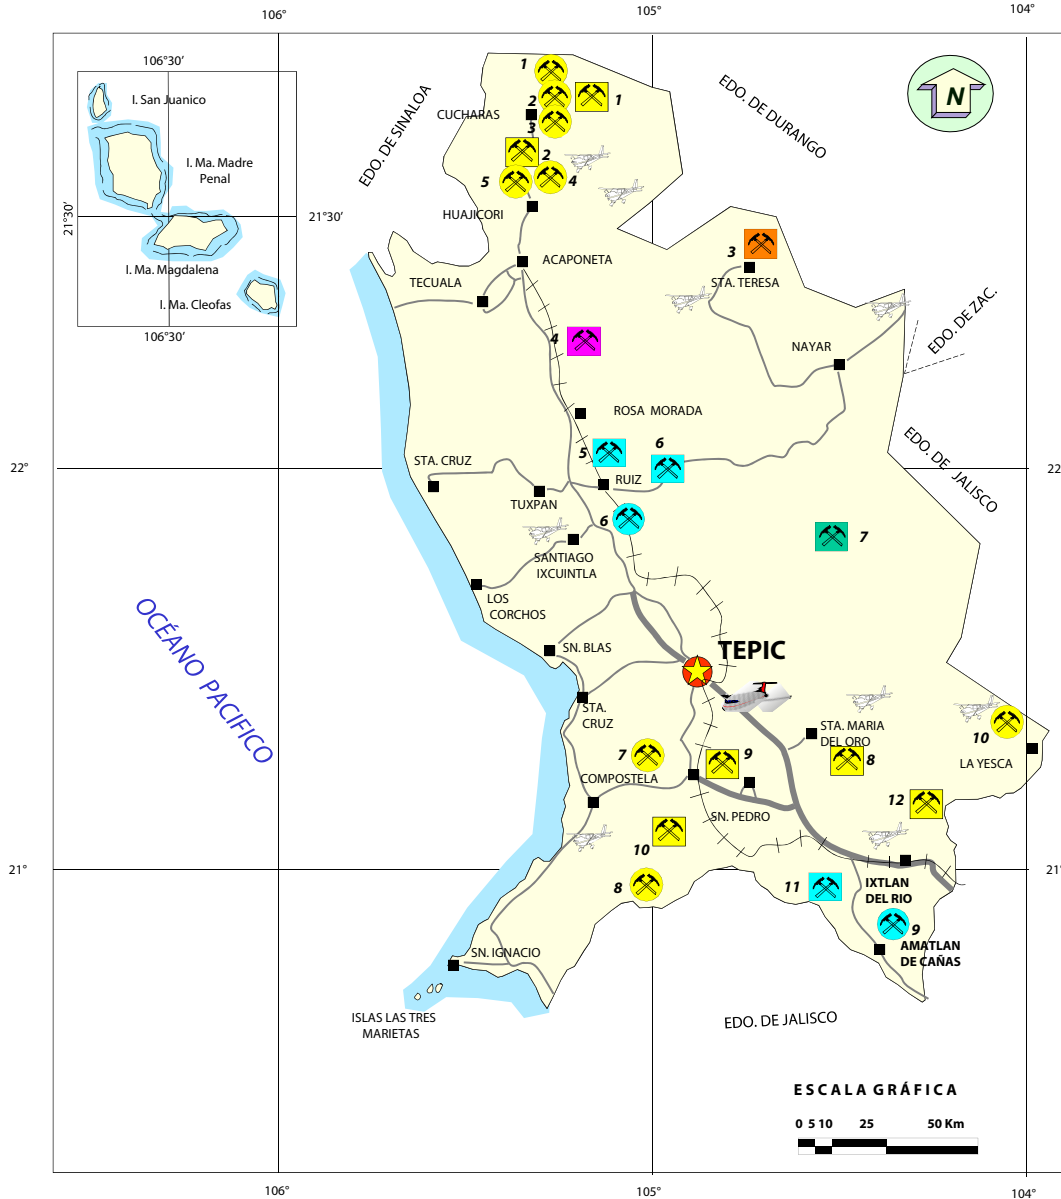 106°
105°
104°
106°30'
I. San Juanico
I. Ma. Madre
Penal
21°30'
21°30'
I. Ma. Magdalena
I. Ma. Cleofas
106°30'
EDO. DE SINALOA
EDO. DE DURANGO
N
1
2
1
CUCHARAS
3
2
5
4
HUAJICORI
ACAPONETA
TECUALA
3
STA. TERESA
EDO. DE ZAC.
4
NAYAR
ROSA MORADA
EDO. DE JALISCO
22°
22
STA. CRUZ
5
6
RUIZ
TUXPAN
6
7
SANTIAGO
IXCUINTLA
LOS
CORCHOS
OCÉANO PACIFICO
SN. BLAS
TEPIC
STA.
CRUZ
STA. MARIA
DEL ORO
10
LA YESCA
7
9
8
COMPOSTELA
12
SN. PEDRO
10
21°
21
8
11
IXTLAN
DEL RIO
9
AMATLAN
DE CAÑAS
SN. IGNACIO
ISLAS LAS TRES
MARIETAS
EDO. DE JALISCO
ESCALA GRÁFICA
0 5 10 25 50 Km
106°
105°
104°